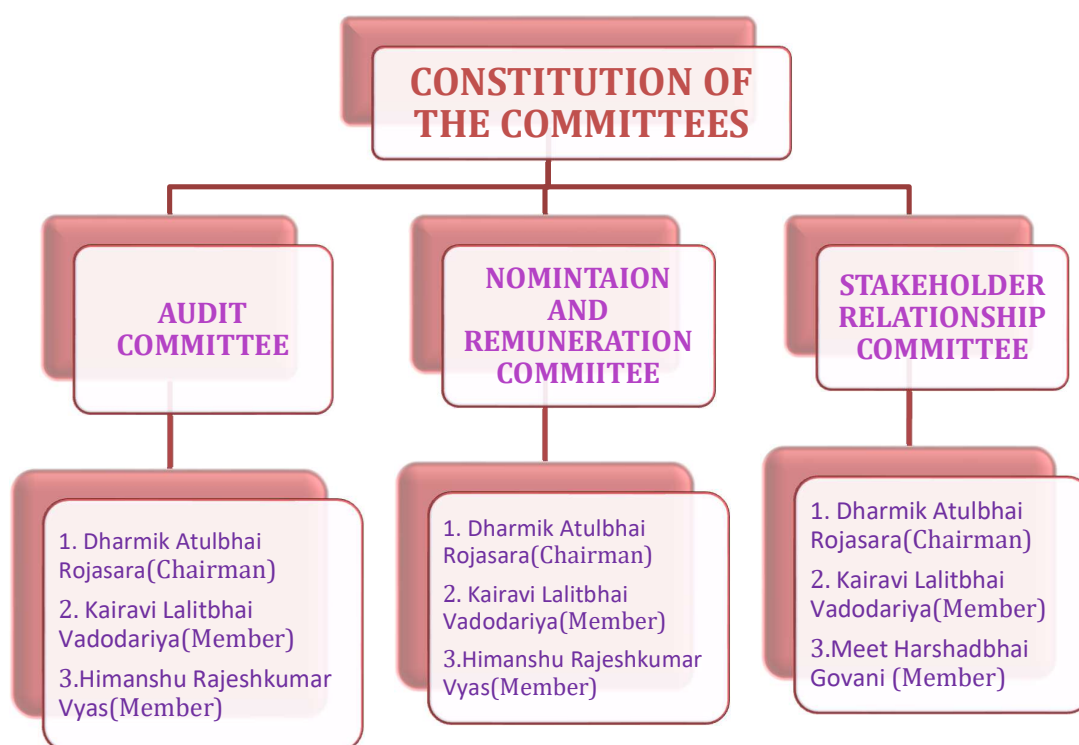 CONSTITUTION OF
THE COMMITTEES
AUDIT
COMMITTEE
NOMINTAION
AND
REMUNERATION
COMMIITEE
STAKEHOLDER
RELATIONSHIP
COMMITTEE
1. Dharmik Atulbhai
Rojasara(Chairman)
2. Kairavi Lalitbhai
Vadodariya(Member)
3.Himanshu Rajeshkumar
Vyas(Member)
1. Dharmik Atulbhai
Rojasara(Chairman)
2. Kairavi Lalitbhai
Vadodariya(Member)
3.Himanshu Rajeshkumar
Vyas(Member)
1. Dharmik Atulbhai
Rojasara(Chairman)
2. Kairavi Lalitbhai
Vadodariya(Member)
3.Meet Harshadbhai
Govani (Member)